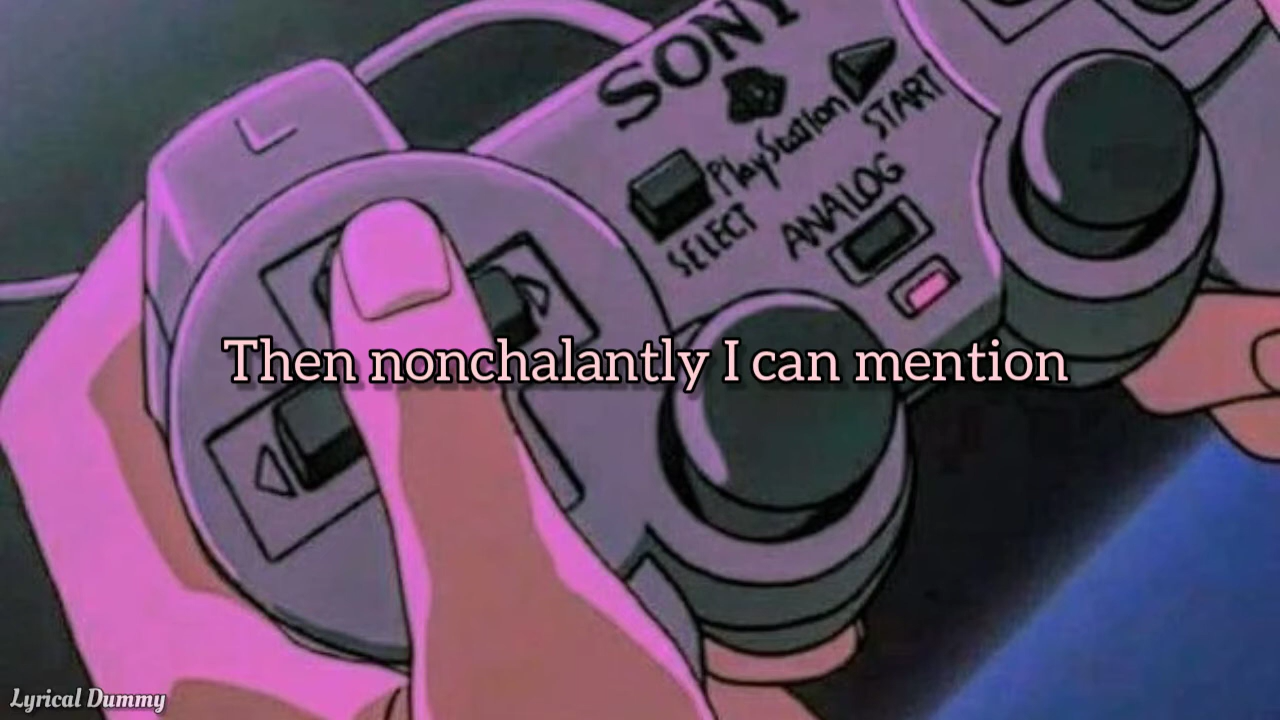 SONY
PlayStation
START
SELECT
ANALOG
L
Then nonchalantly I can mention
Lyrical Dummy